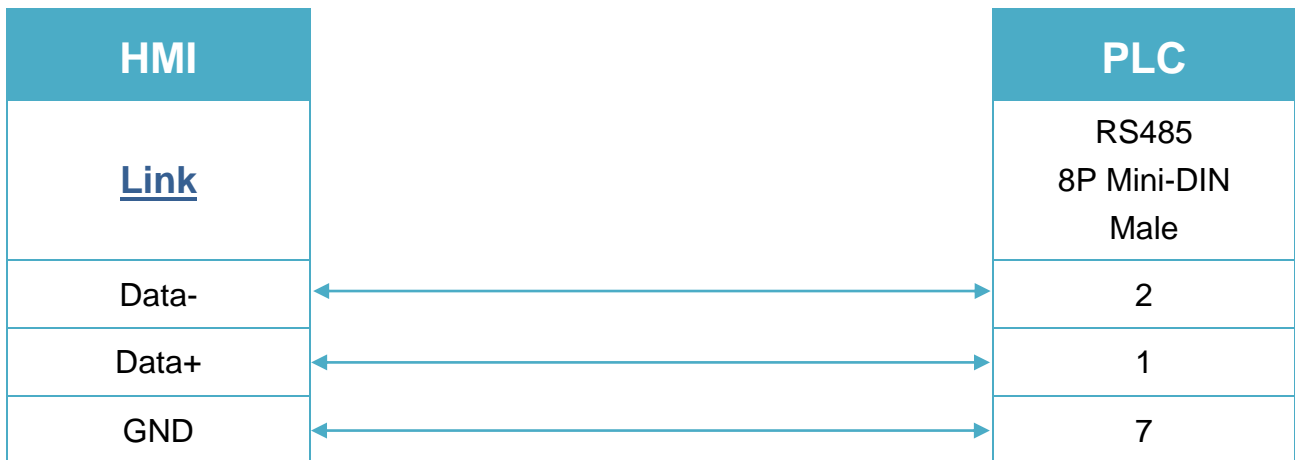 HMI
PLC
Link
RS485
8P Mini-DIN
Male
Data-
2
Data+
1
GND
7